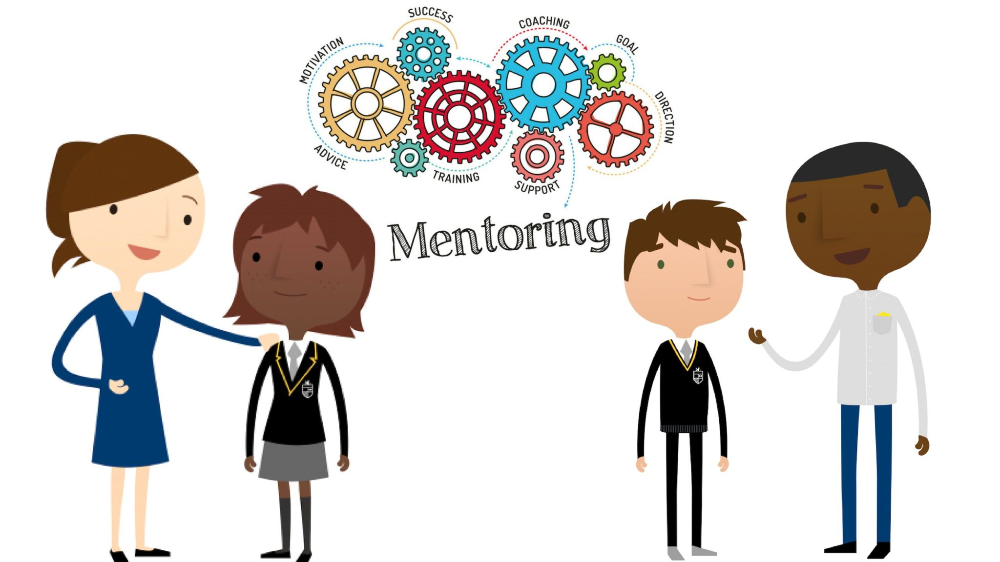 SUCCESS
COACHING
GOAL
MOTIVATION
DIRECTION
ADVICE
TRAINING
SUPPORT
Mentoring